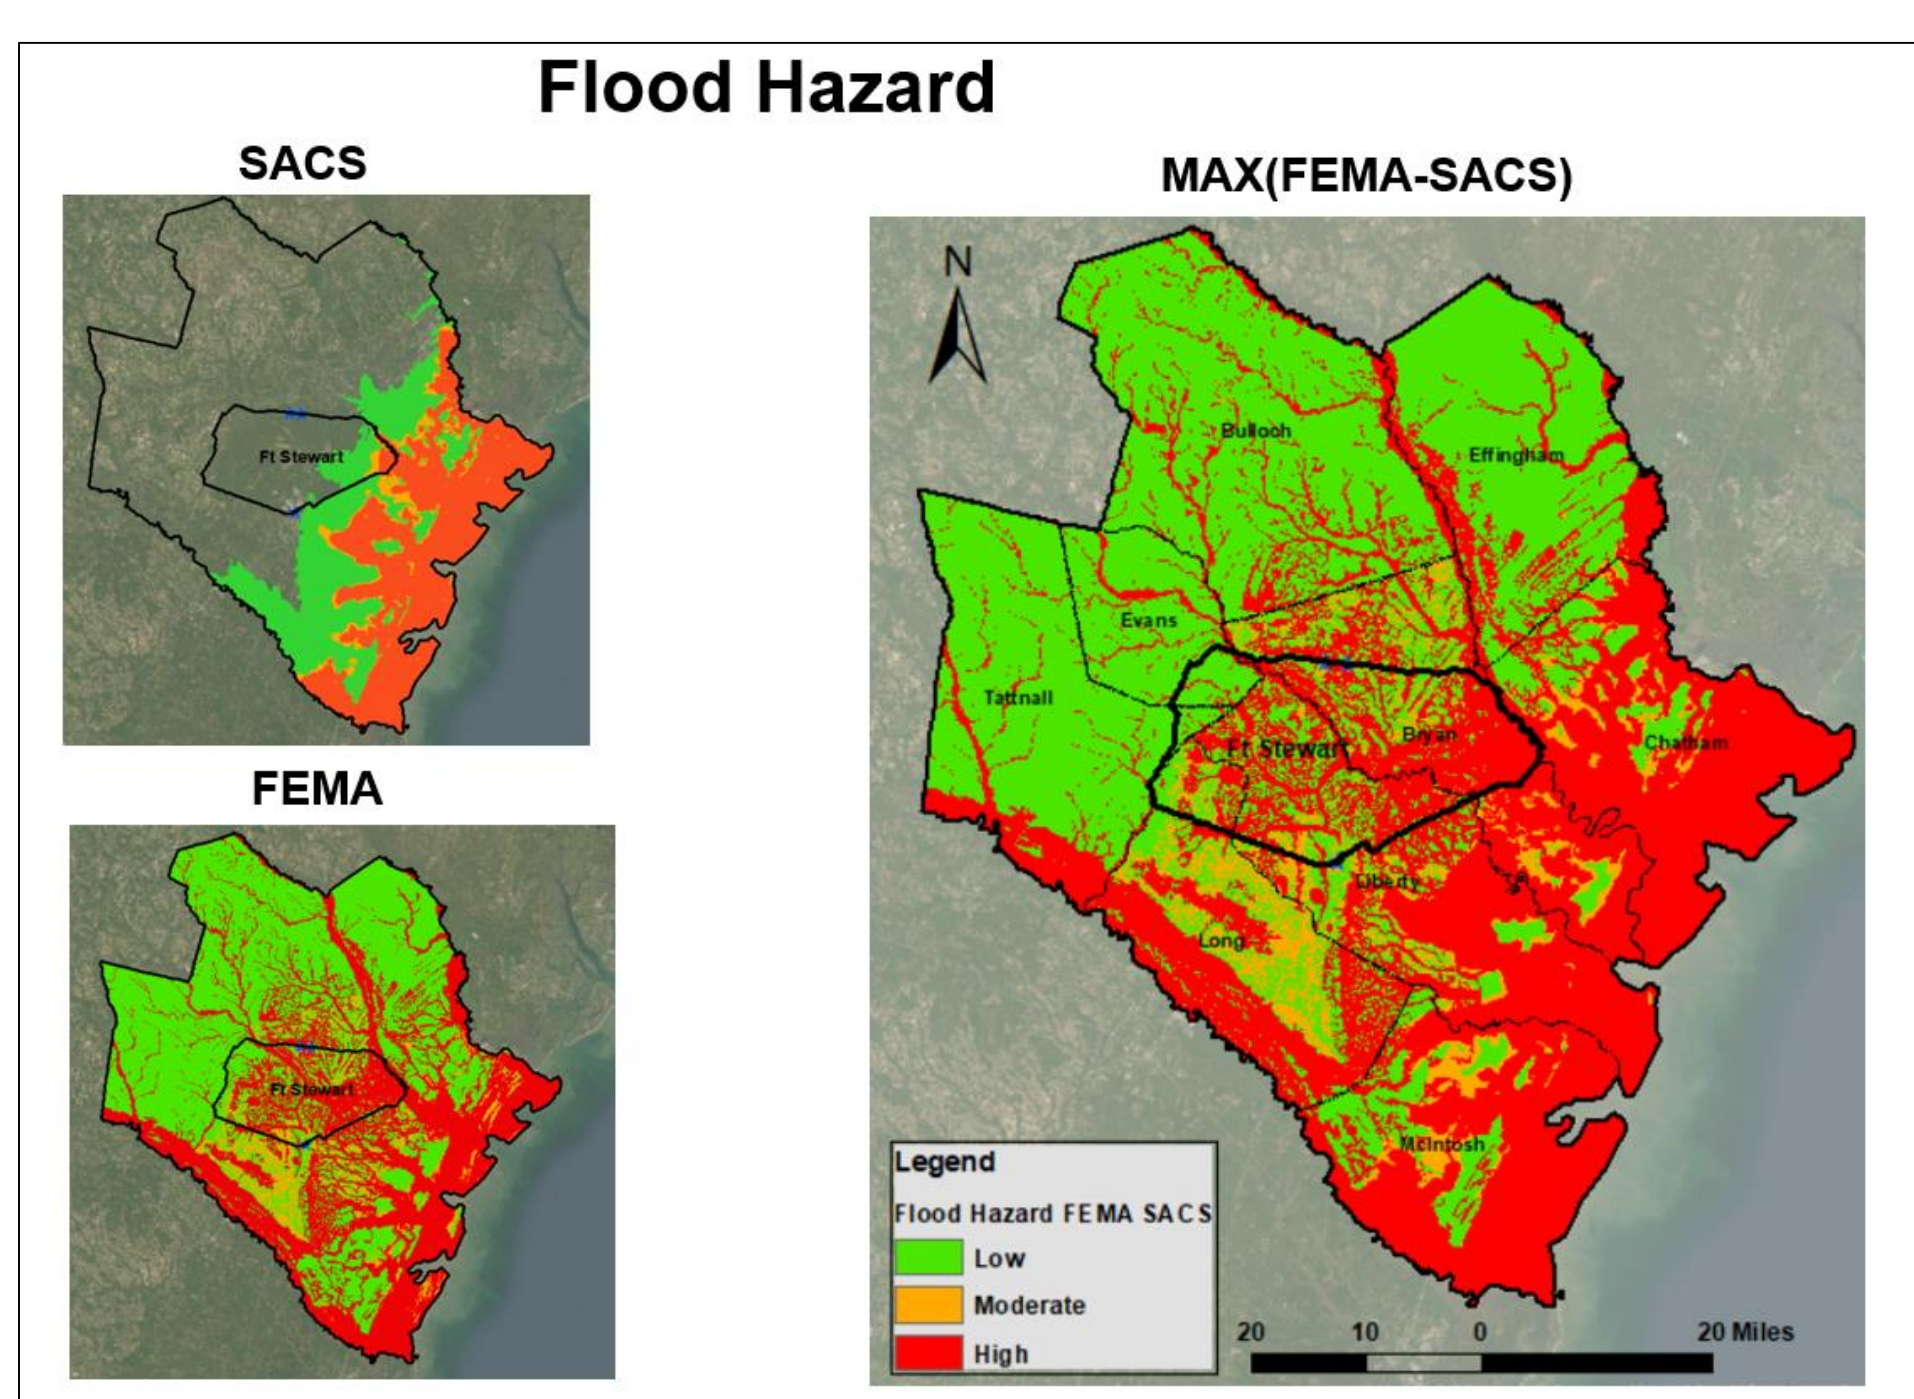 Flood Hazard
SACS
Ft Stewart
FEMA
Ft Stewart
MAX(FEMA-SACS)
N
Bulloch
Effingham
Evans
Tattnall
Ft Stewart
Bryan
Chatham
Liberty
Long
McIntosh
Legend
Flood Hazard FEMA SACS
Low
Moderate
High
20 10 0 20 Miles